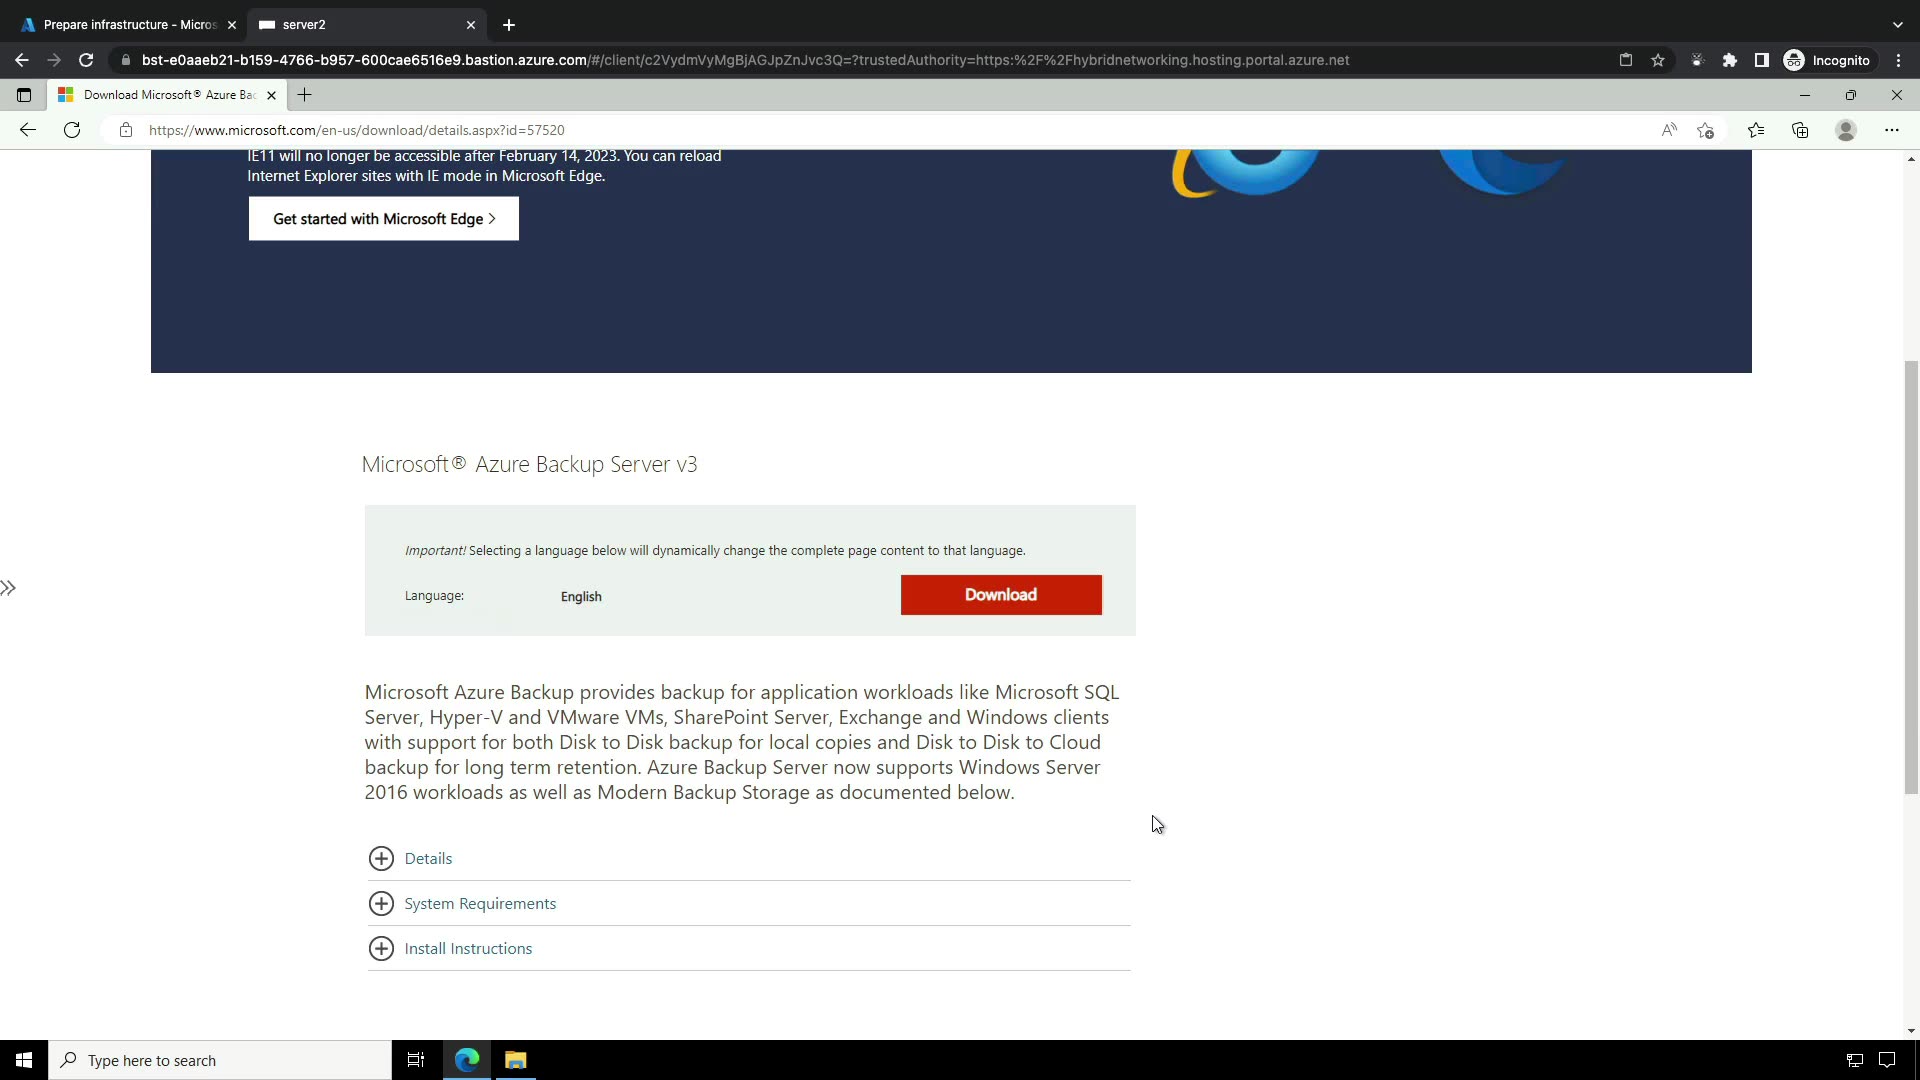 Prepare infrastructure - Micros
server2
bst-e0aaeb21-b159-4766-b957-600cae6516e9.bastion.azure.com/#/client/c2VydmVyMgBjAGJpZnJvc3Q=?trustedAuthority=https:%2F%2Fhybridnetworking.hosting.portal.azure.net
Incognito
Download Microsoft® Azure Bac
https://www.microsoft.com/en-us/download/details.aspx?id=57520
IE11 will no longer be accessible after February 14, 2023. You can reload
Internet Explorer sites with IE mode in Microsoft Edge.
Get started with Microsoft Edge >
Microsoft® Azure Backup Server v3
Important! Selecting a language below will dynamically change the complete page content to that language.
Language:
English
Download
Microsoft Azure Backup provides backup for application workloads like Microsoft SQL
Server, Hyper-V and VMware VMs, SharePoint Server, Exchange and Windows clients
with support for both Disk to Disk backup for local copies and Disk to Disk to Cloud
backup for long term retention. Azure Backup Server now supports Windows Server
2016 workloads as well as Modern Backup Storage as documented below.
Details
System Requirements
Install Instructions
Type here to search